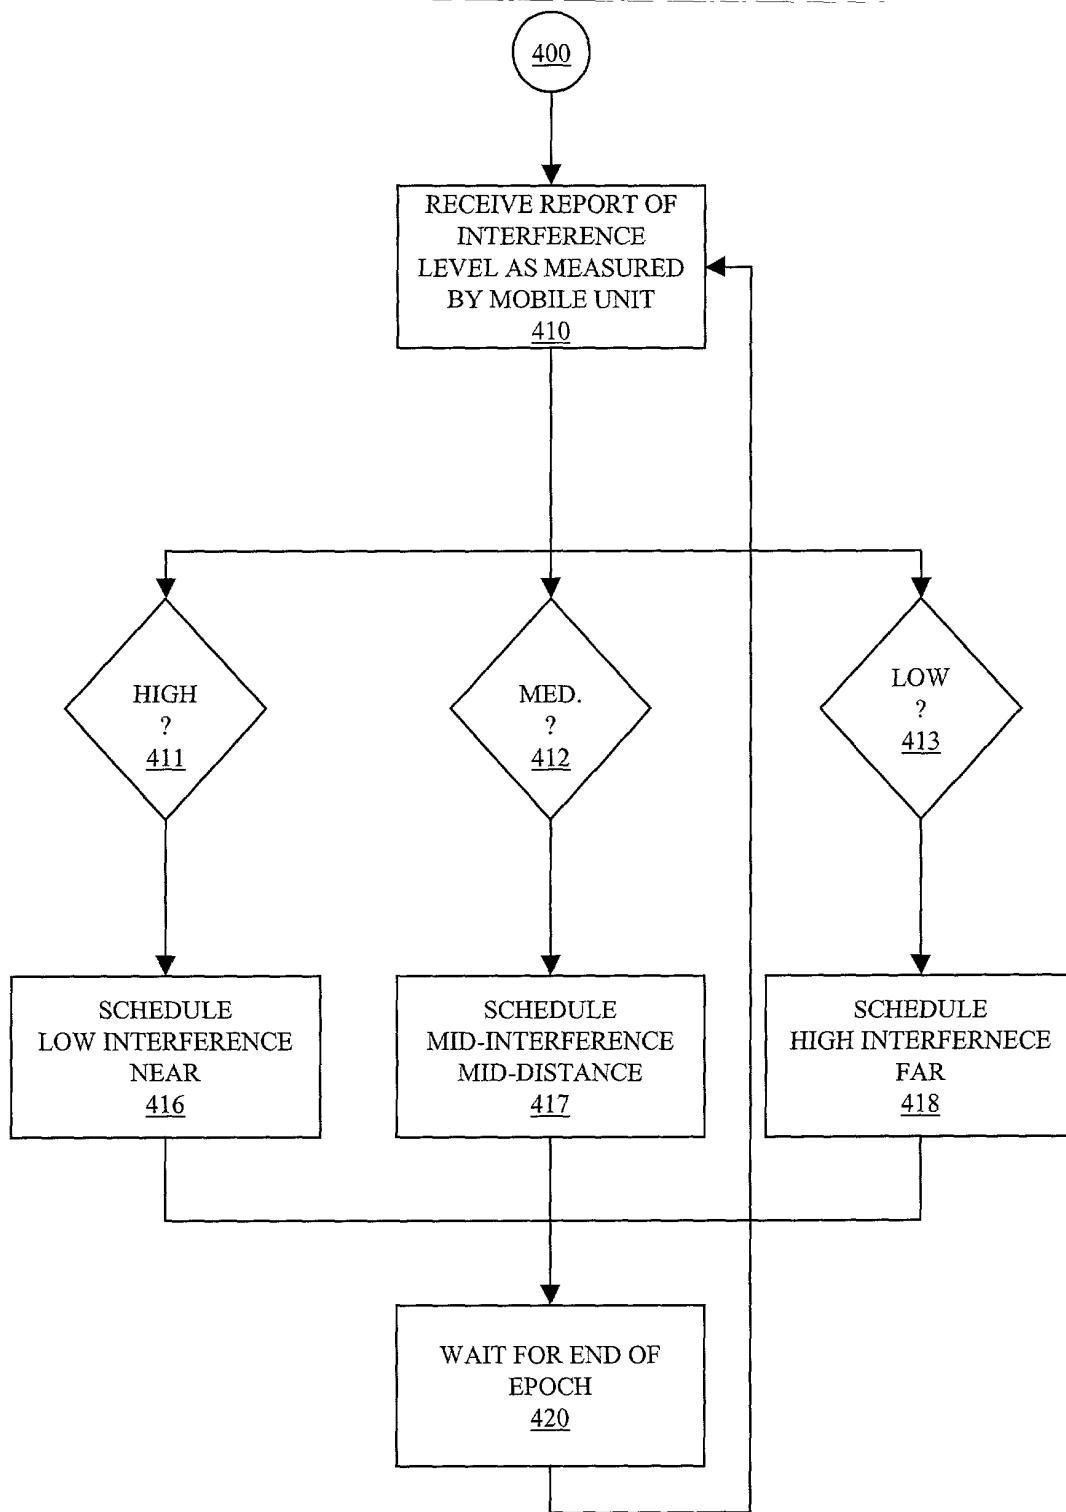 400
RECEIVE REPORT OF
INTERFERENCE
LEVEL AS MEASURED
BY MOBILE UNIT
410
HIGH
?
411
MED.
?
412
LOW
?
413
SCHEDULE
LOW INTERFERENCE
NEAR
416
SCHEDULE
MID-INTERFERENCE
MID-DISTANCE
417
SCHEDULE
HIGH INTERFERNECE
FAR
418
WAIT FOR END OF
EPOCH
420